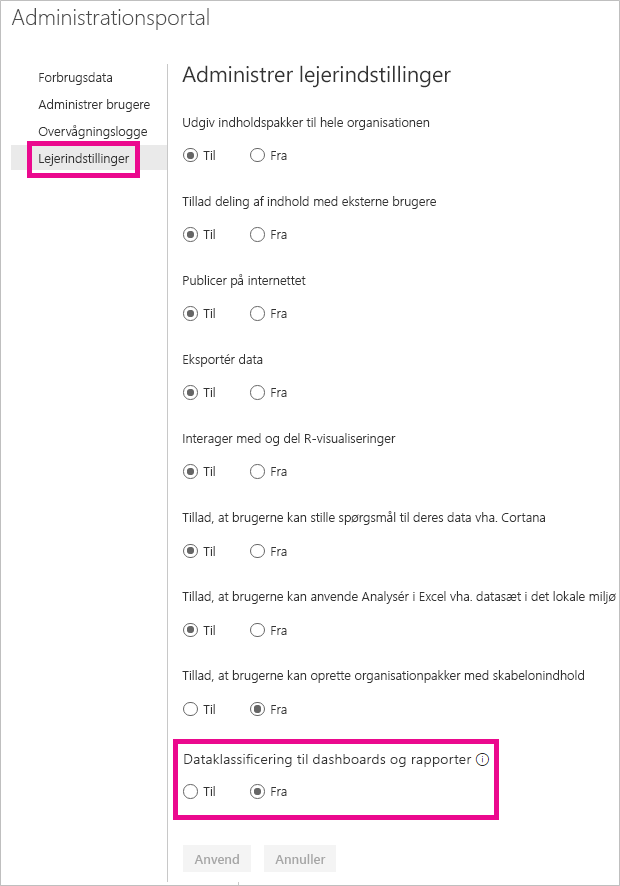 Administrationsportal
Forbrugsdata
Administrer brugere
Overvågningslogge
Lejerindstillinger
Administrer lejerindstillinger
Udgiv indholdspakker til hele organisationen
Til Fra
Tillad deling af indhold med eksterne brugere
Til Fra
Publicer på internettet
Til Fra
Eksportér data
Til Fra
Interager med og del R-visualiseringer
Til Fra
Tillad, at brugerne kan stille spørgsmål til deres data vha. Cortana
Til Fra
Tillad, at brugerne kan anvende Analysér i Excel vha. datasæt i det lokale miljø
Til Fra
Tillad, at brugerne kan oprette organisationpakker med skabelonindhold
Til Fra
Dataklassificering til dashboards og rapporter
Til Fra
Anvend Annuller